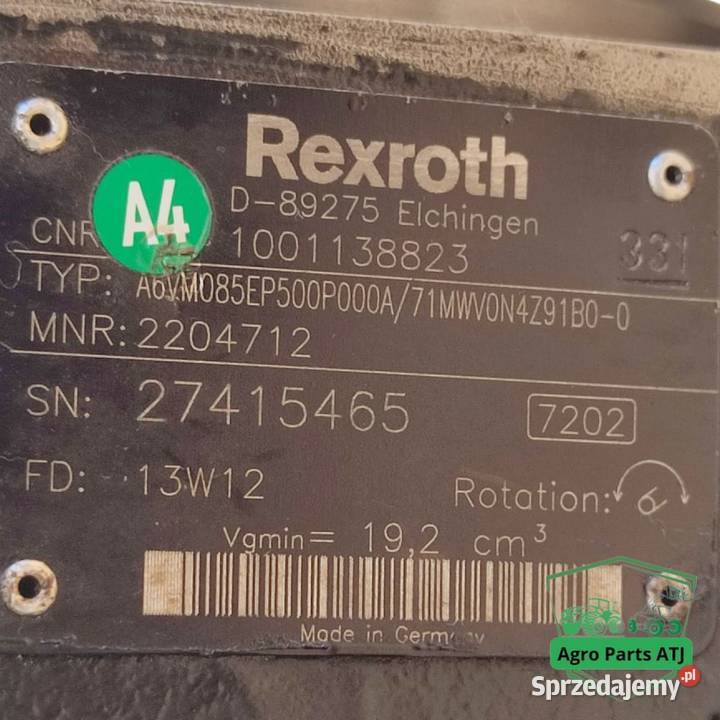 Rexroth
D-89275 Elchingen
A4
CNR 1001138823 331
TYP: A6VM085EP500P000A/71MWV0N4Z91B0-0
MNR: 2204712
SN: 27415465 7202
FD: 13W12
Rotation:
Vgmin= 19,2 cm³
Made in Germany
Agro Parts ATJ
Sprzedajemy.pl